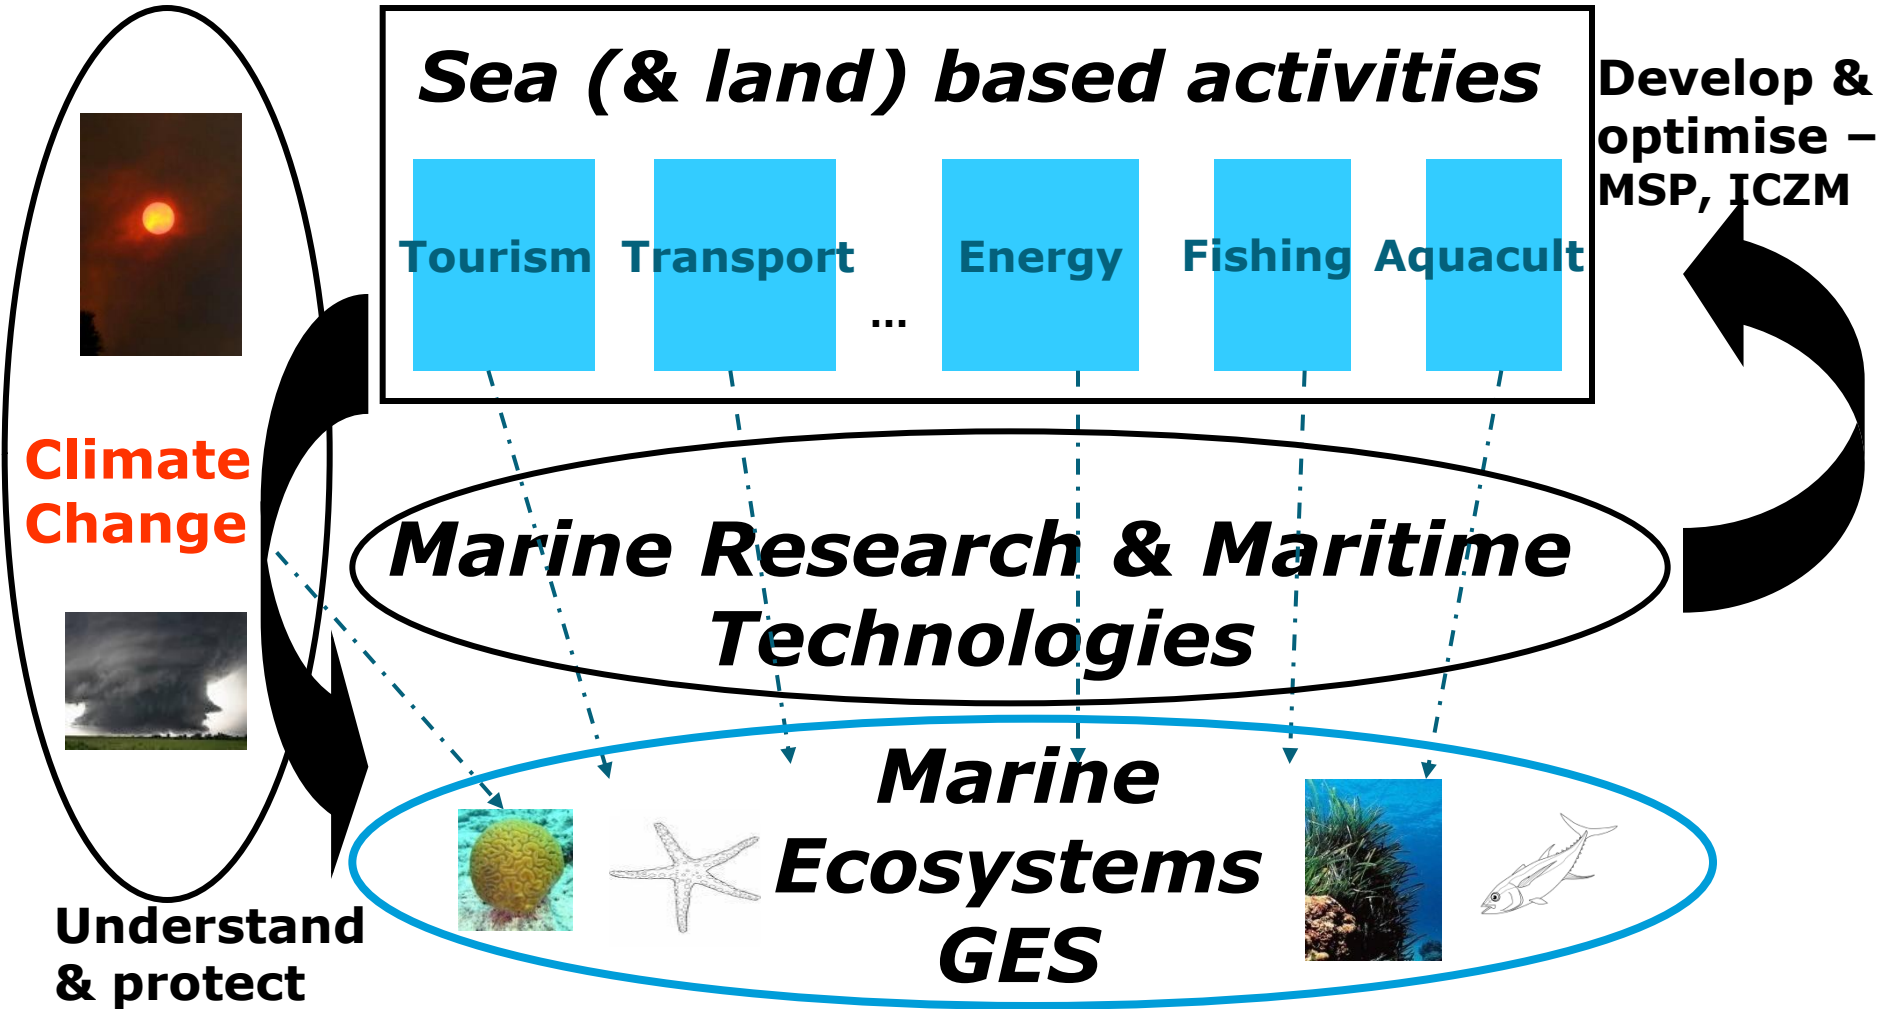 Sea (& land) based activities
Develop &
optimise –
MSP, ICZM
Tourism
Transport
...
Energy
Fishing
Aquacult
Climate
Change
Marine Research & Maritime
Technologies
Marine
Ecosystems
GES
Understand
& protect